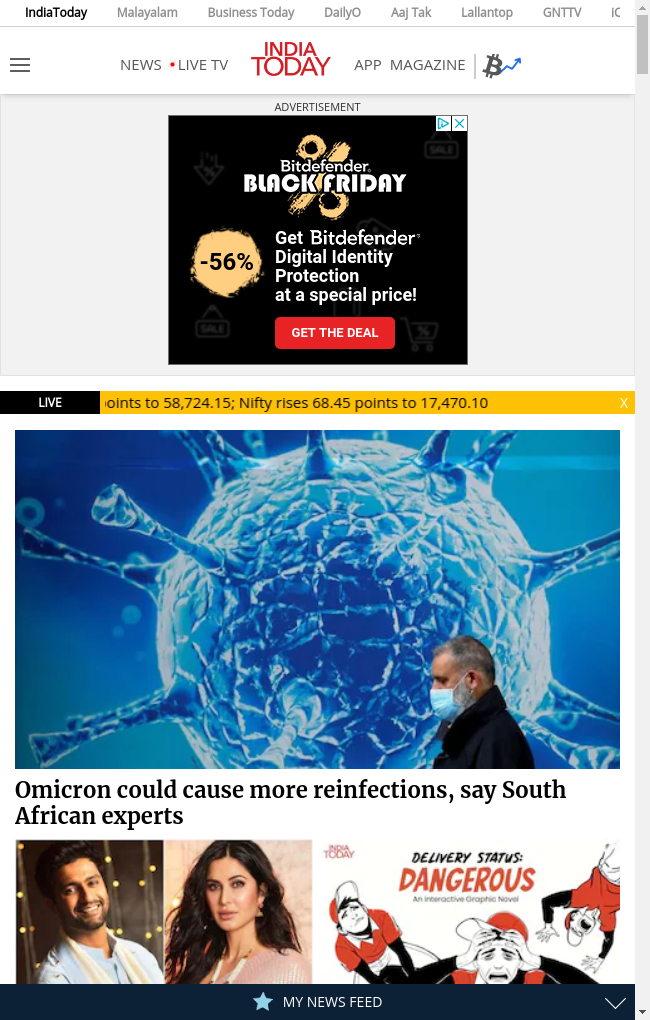 IndiaToday Malayalam Business Today DailyO Aaj Tak Lallantop GNTTV
NEWS • LIVE TV INDIA TODAY APP MAGAZINE
ADVERTISEMENT
Bitdefender
BLACK FRIDAY
-56%
Get Bitdefender
Digital Identity
Protection
at a special price!
GET THE DEAL
SALE
SALE
LIVE points to 58,724.15; Nifty rises 68.45 points to 17,470.10 X
Omicron could cause more reinfections, say South
African experts
INDIA
TODAY
DELIVERY STATUS:
DANGEROUS
An Interactive Graphic Novel
MY NEWS FEED